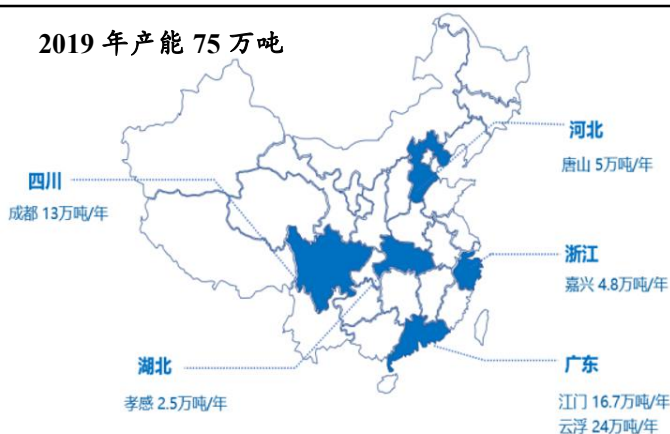 2019 年产能 75 万吨
河北
唐山 5万吨/年
四川
成都 13万吨/年
浙江
嘉兴 4.8万吨/年
湖北
孝感 2.5万吨/年
广东
江门 16.7万吨/年
云浮 24万吨/年